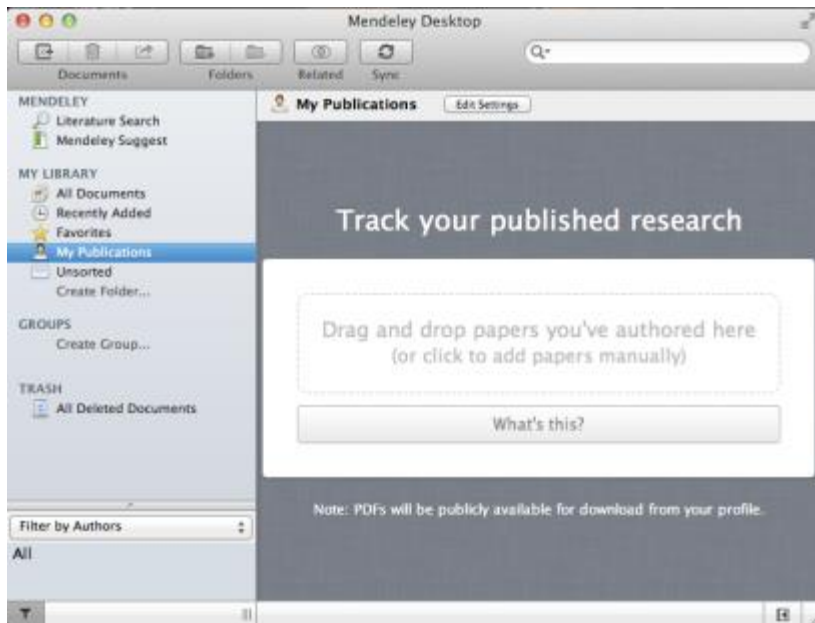 Mendeley Desktop
Documents
Folders
Related
Sync
MENDELEY
Literature Search
Mendeley Suggest
MY LIBRARY
All Documents
Recently Added
Favorites
My Publications
Unsorted
Create Folder...
GROUPS
Create Group...
TRASH
All Deleted Documents
Filter by Authors
All
My Publications
Edit Settings
Track your published research
Drag and drop papers you've authored here
(or click to add papers manually)
What's this?
Note: PDFs will be publicly available for download from your profile.